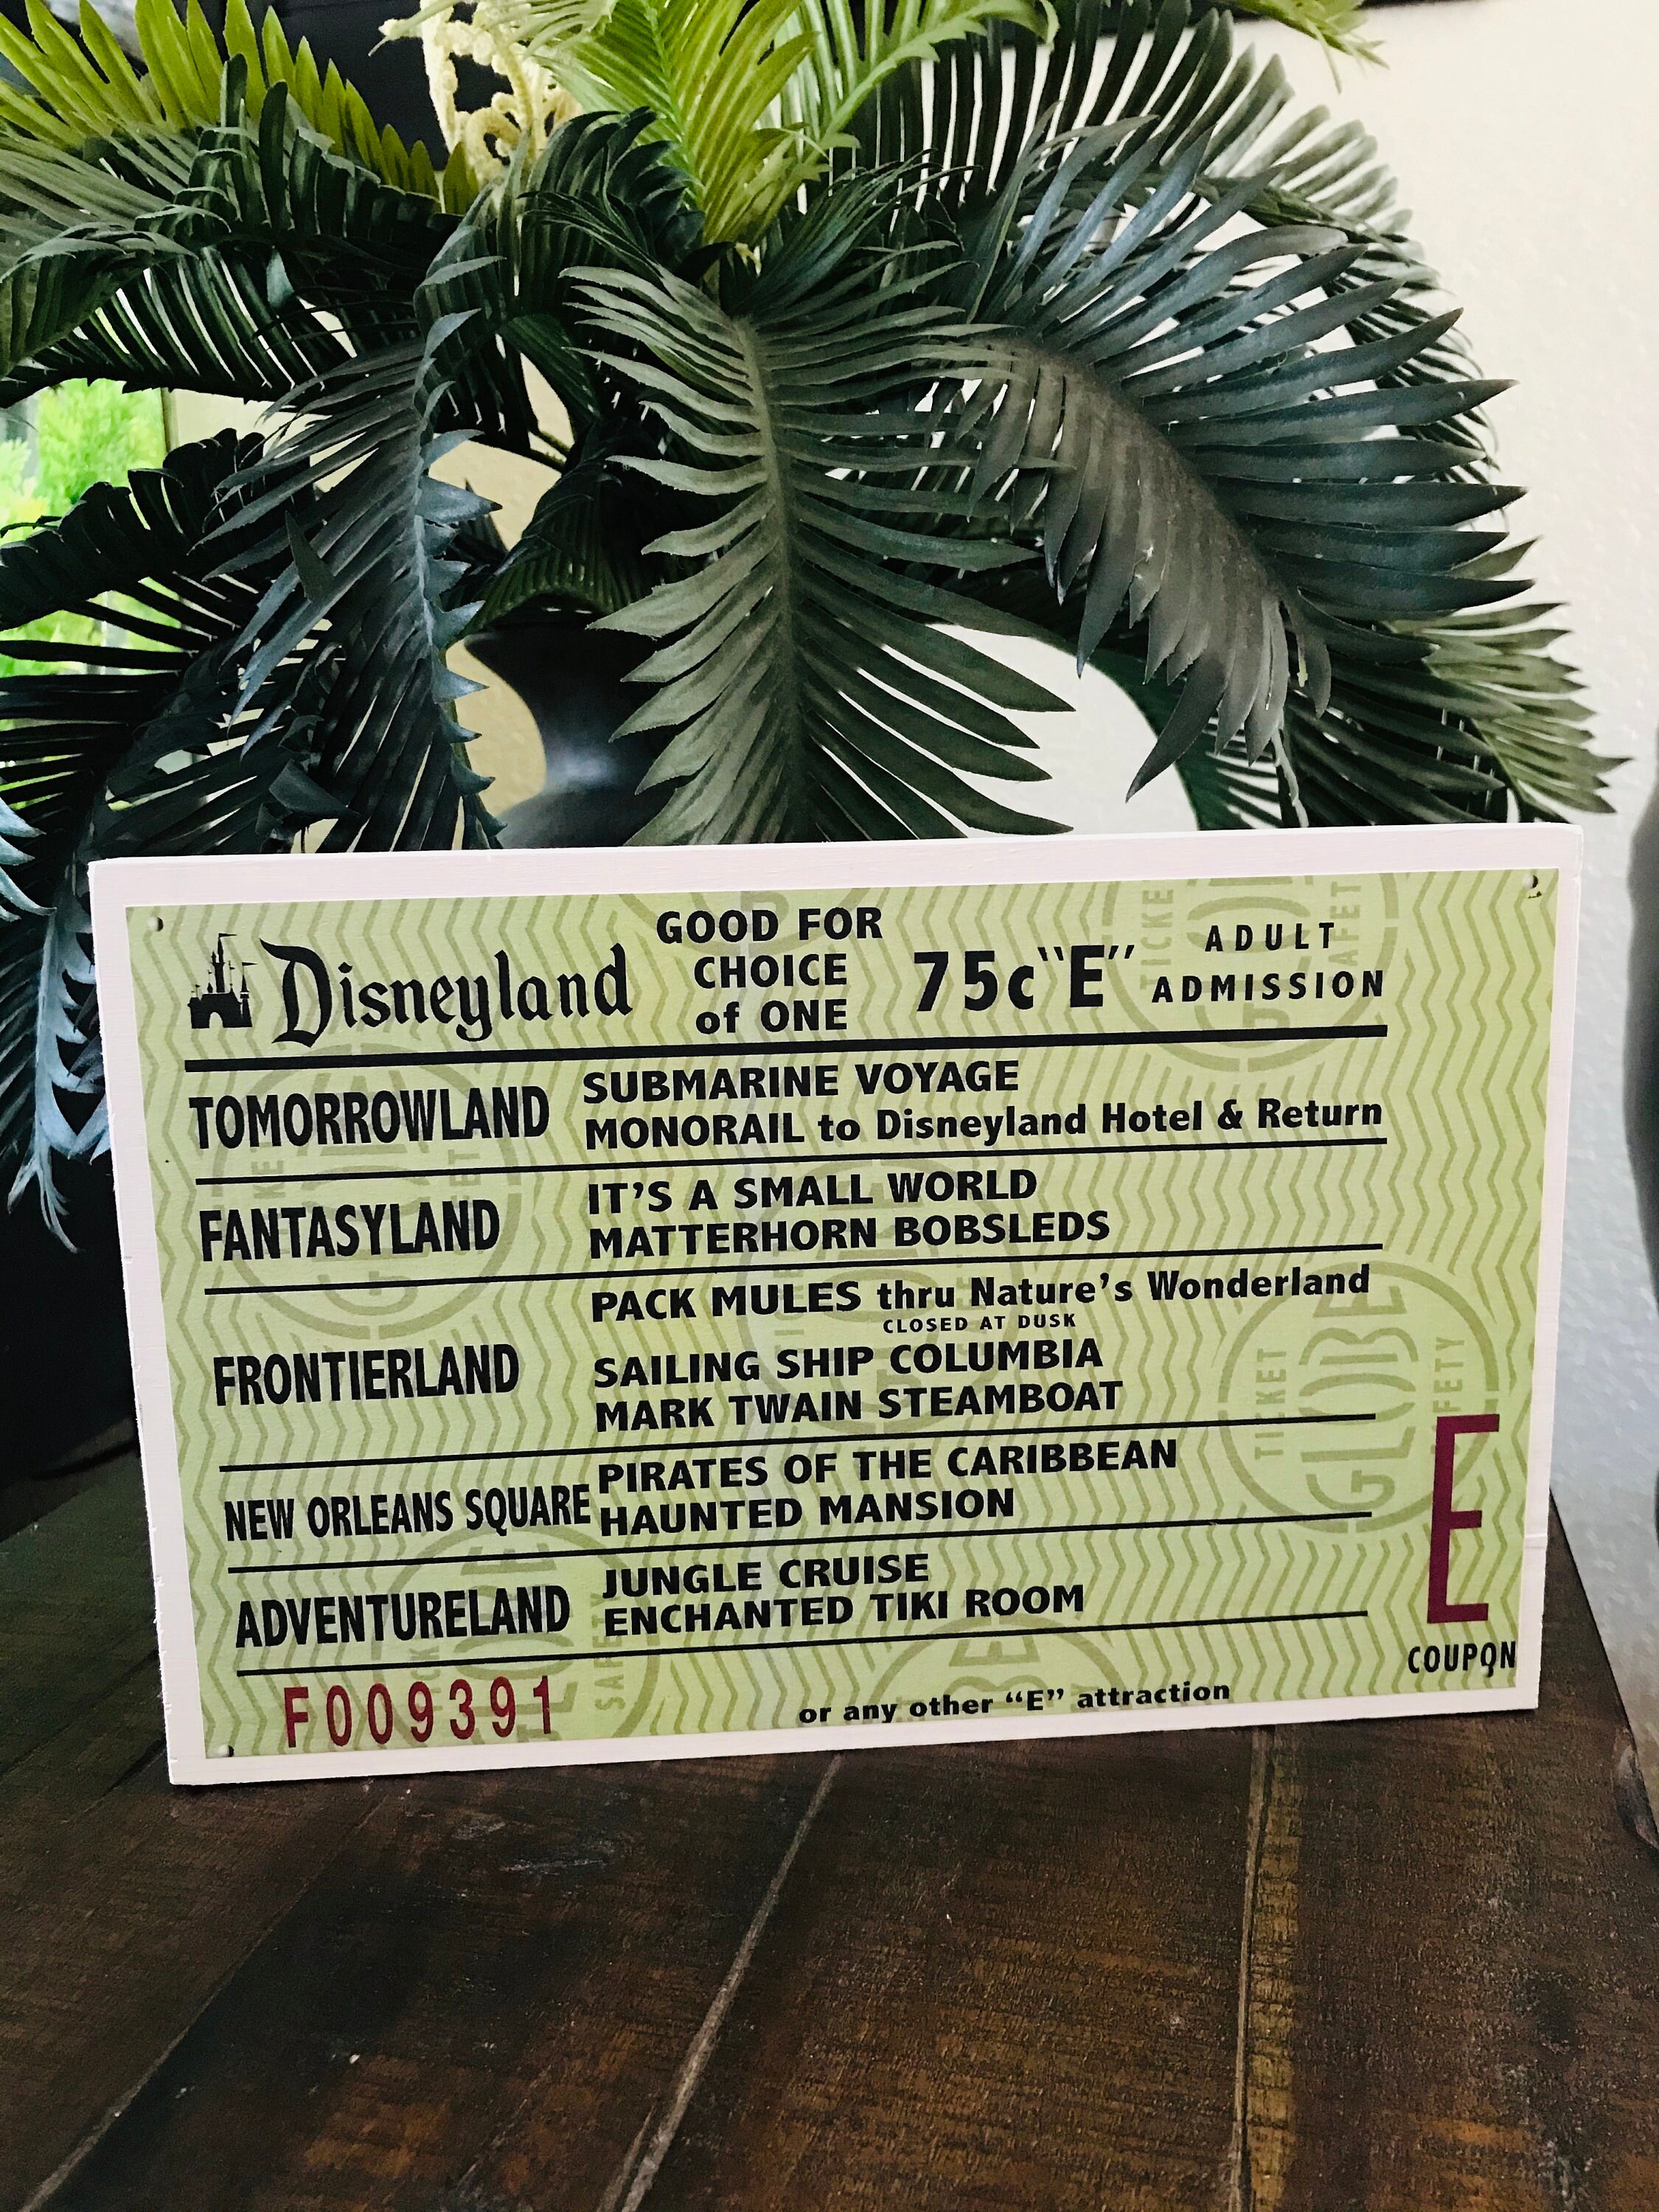 Disneyland
GOOD FOR
CHOICE
of ONE
75c "E"
ADULT
ADMISSION
TOMORROWLAND
SUBMARINE VOYAGE
MONORAIL to Disneyland Hotel & Return
FANTASYLAND
IT'S A SMALL WORLD
MATTERHORN BOBSLEDS
FRONTIERLAND
PACK MULES thru Nature's Wonderland
CLOSED AT DUSK
SAILING SHIP COLUMBIA
MARK TWAIN STEAMBOAT
NEW ORLEANS SQUARE
PIRATES OF THE CARIBBEAN
HAUNTED MANSION
ADVENTURELAND
JUNGLE CRUISE
ENCHANTED TIKI ROOM
E
COUPON
F009391
or any other "E" attraction
TICKET
GLOBE
SAFETY